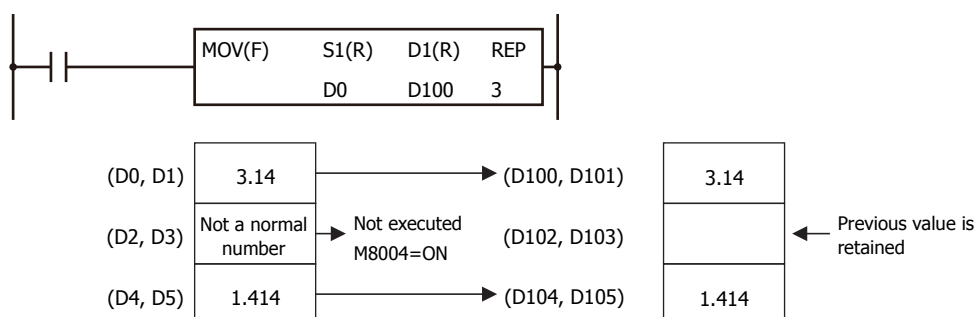 MOV(F) S1(R) D1(R) REP
D0 D100 3
(D0, D1) 3.14 (D100, D101) 3.14
(D2, D3) Not a normal number Not executed M8004=ON (D102, D103) Previous value is retained
(D4, D5) 1.414 (D104, D105) 1.414